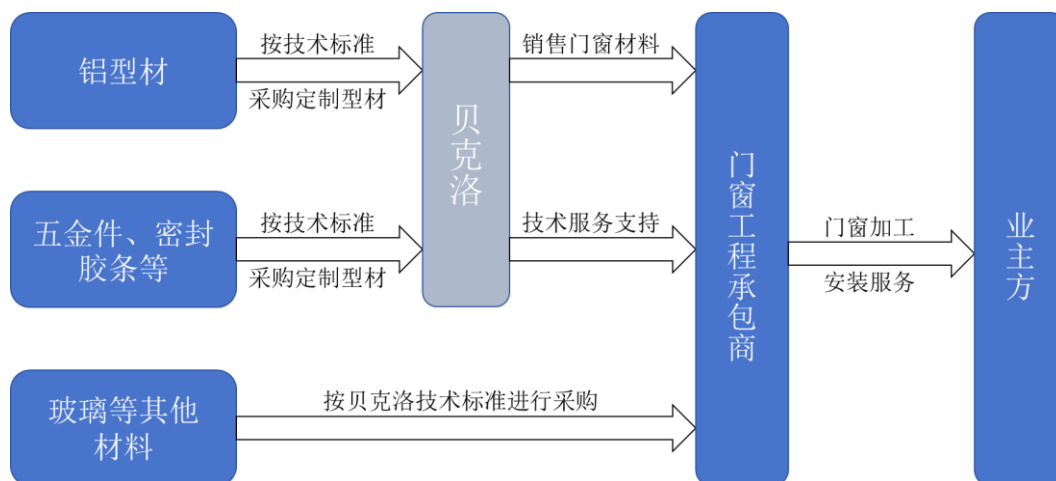 铝型材
按技术标准
采购定制型材
贝克洛
销售门窗材料
五金件、密封
胶条等
按技术标准
采购定制型材
技术服务支持
门窗工程承包商
门窗加工
安装服务
业主方
玻璃等其他
材料
按贝克洛技术标准进行采购